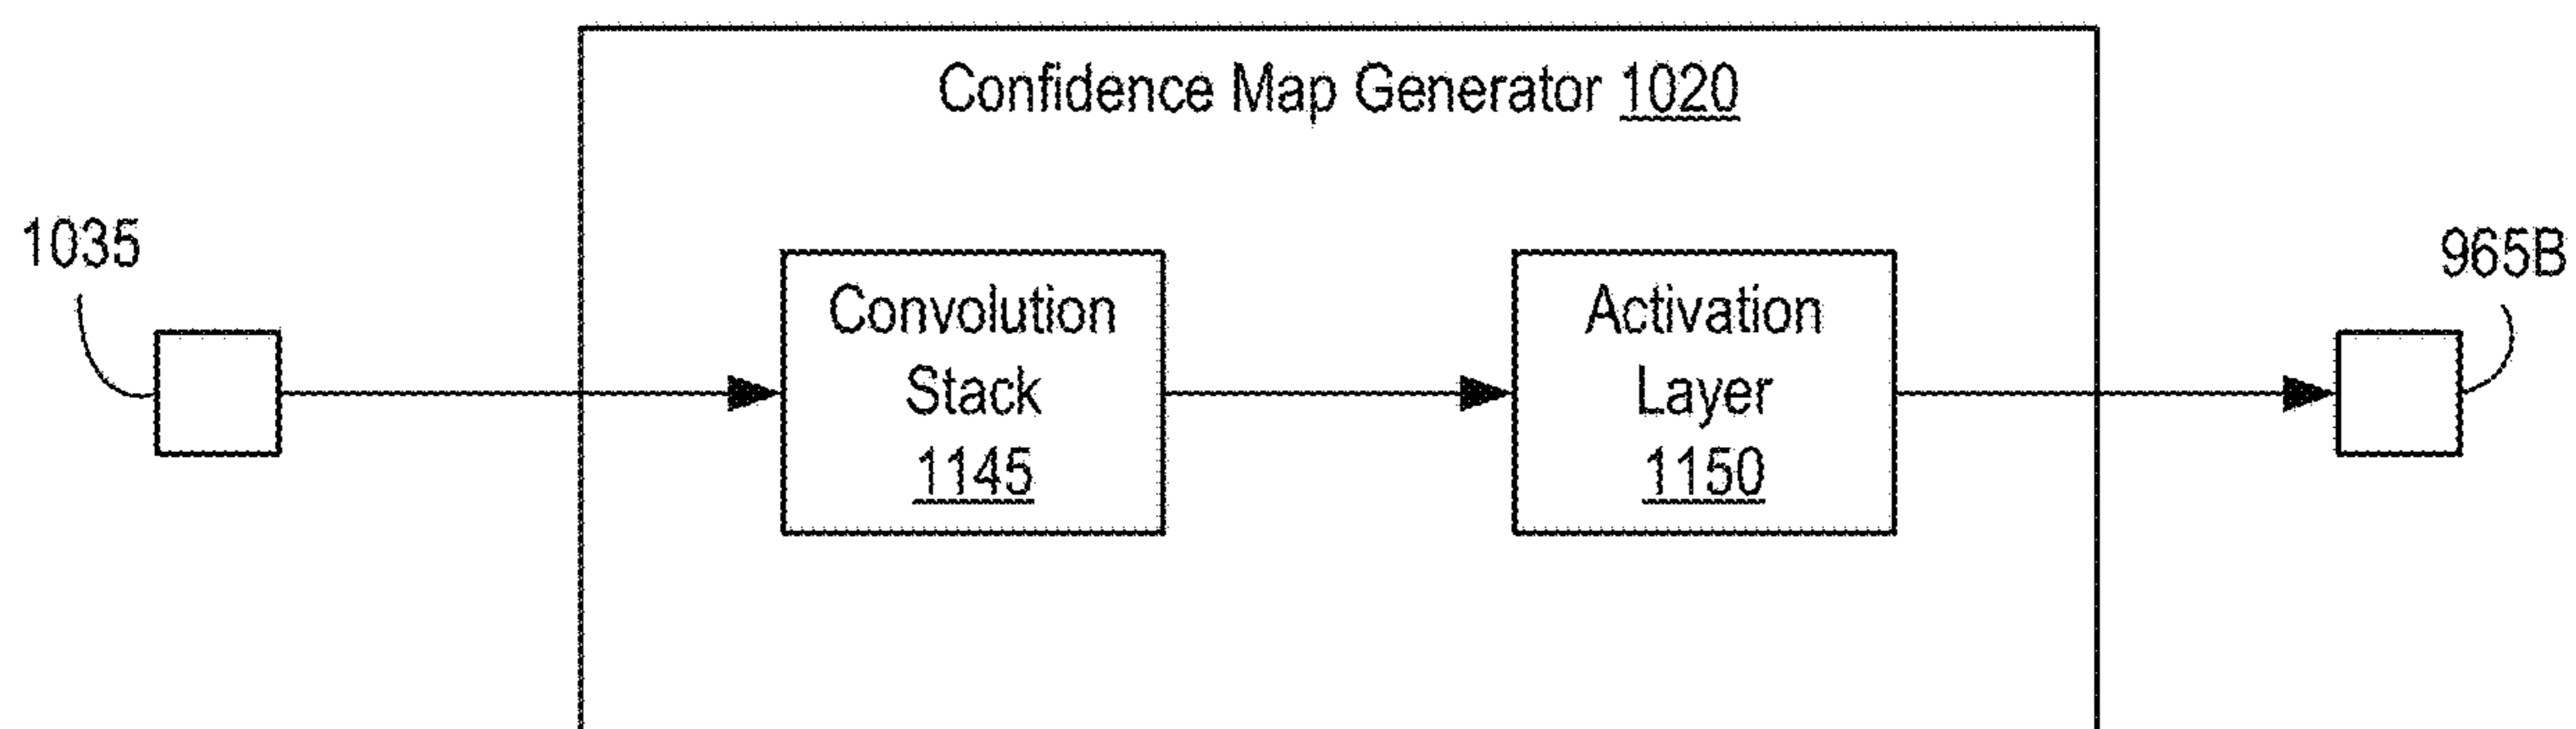 Confidence Map Generator 1020
1035
Convolution
Stack
1145
Activation
Layer
1150
965B